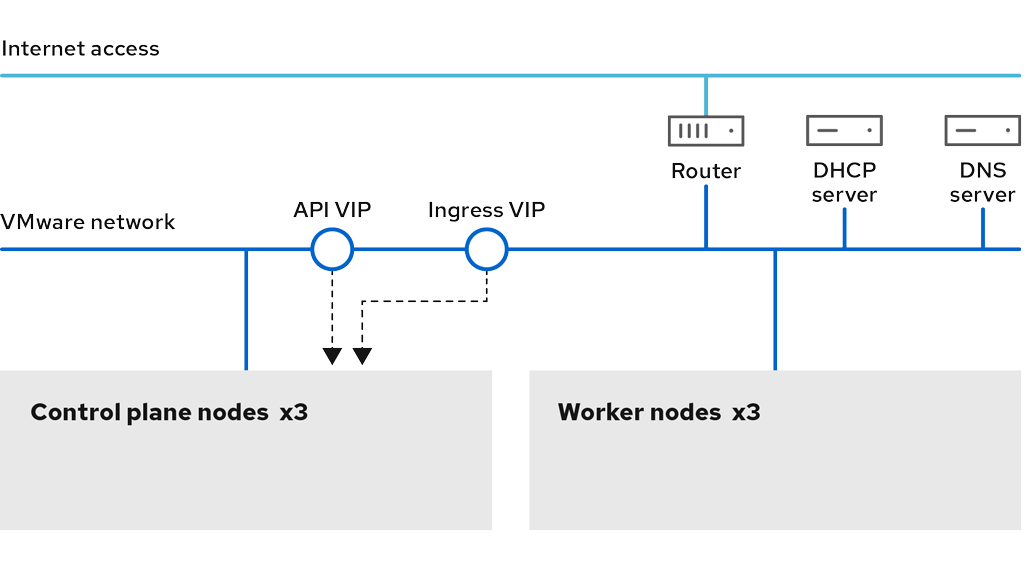 Internet access
Router
DHCP
server
DNS
server
VMware network
API VIP
Ingress VIP
Control plane nodes x3
Worker nodes x3